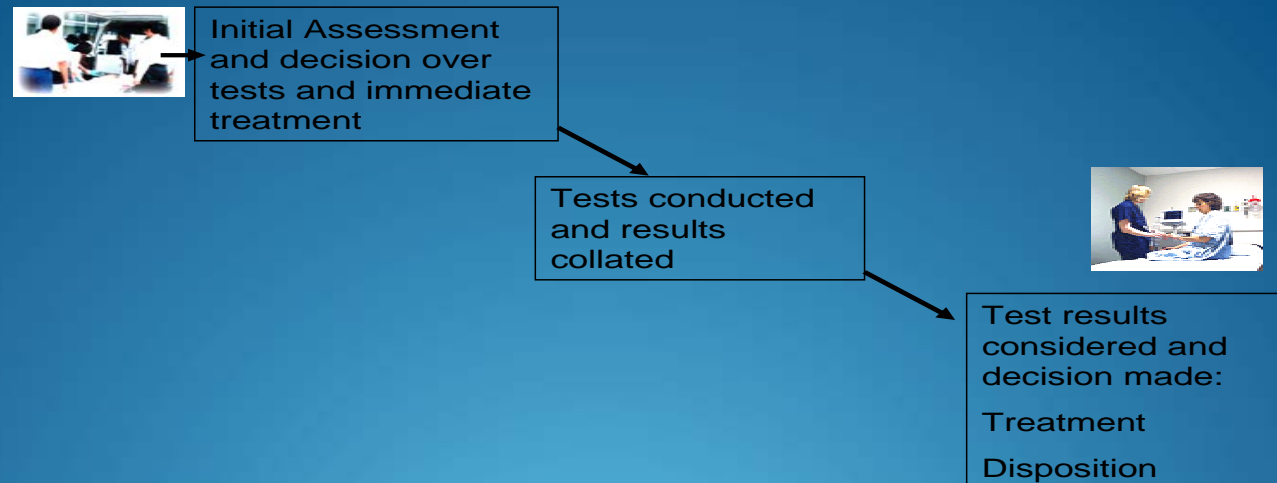 Initial Assessment
and decision over
tests and immediate
treatment
Tests conducted
and results
collated
Test results
considered and
decision made:
Treatment
Disposition